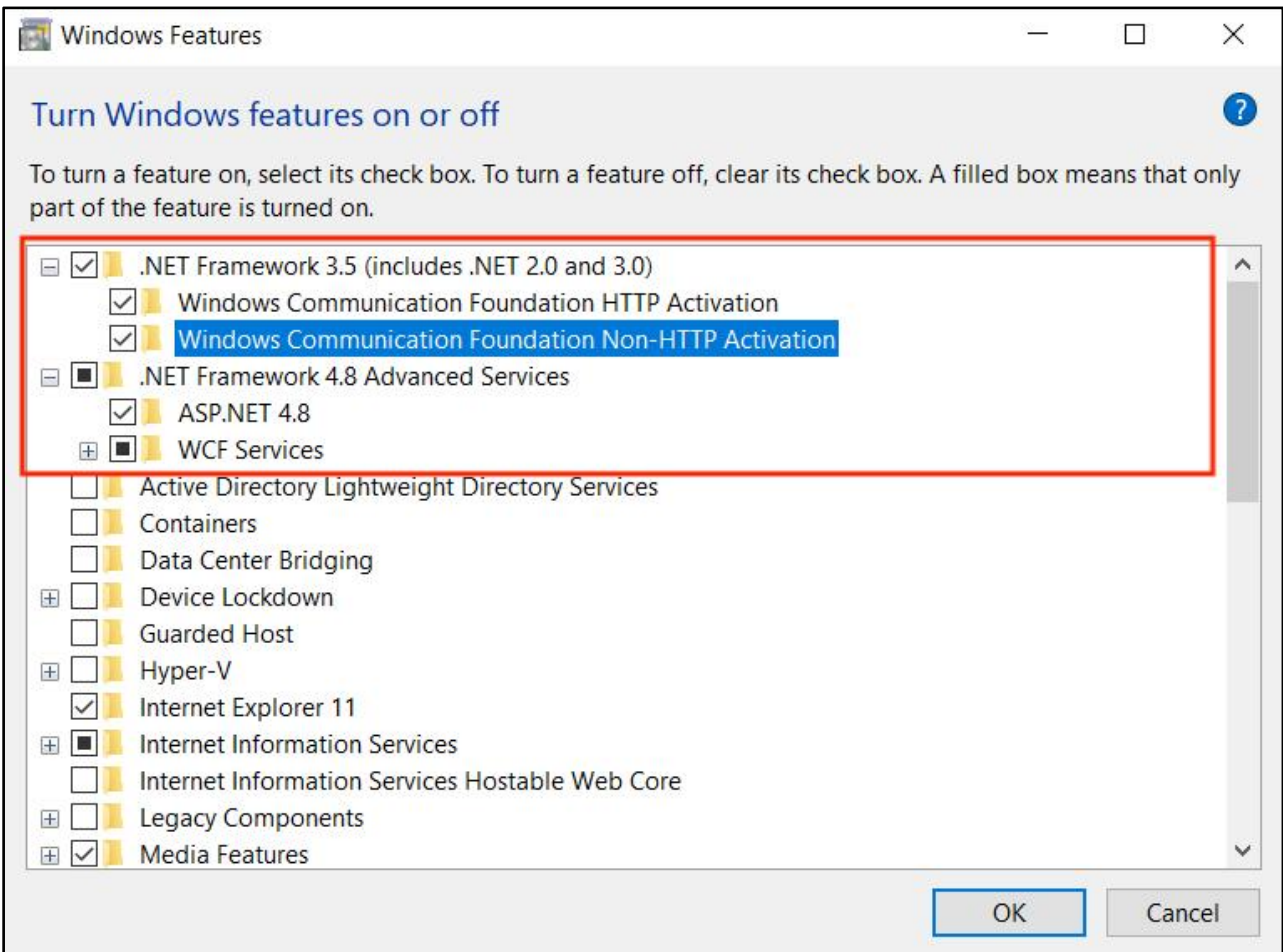 Windows Features
Turn Windows features on or off
?
To turn a feature on, select its check box. To turn a feature off, clear its check box. A filled box means that only
part of the feature is turned on.
.NET Framework 3.5 (includes .NET 2.0 and 3.0)
Windows Communication Foundation HTTP Activation
Windows Communication Foundation Non-HTTP Activation
.NET Framework 4.8 Advanced Services
ASP.NET 4.8
WCF Services
Active Directory Lightweight Directory Services
Containers
Data Center Bridging
Device Lockdown
Guarded Host
Hyper-V
Internet Explorer 11
Internet Information Services
Internet Information Services Hostable Web Core
Legacy Components
Media Features
OK Cancel